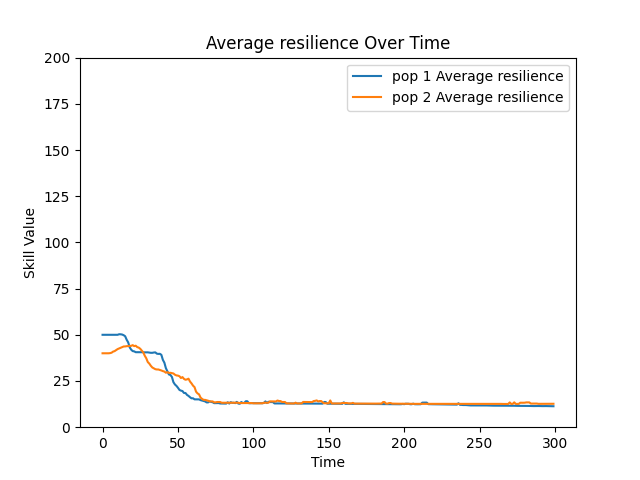 Average resilience Over Time
pop 1 Average resilience
pop 2 Average resilience
200
175
150
125
100
75
50
25
0
Skill Value
0 50 100 150 200 250 300
Time